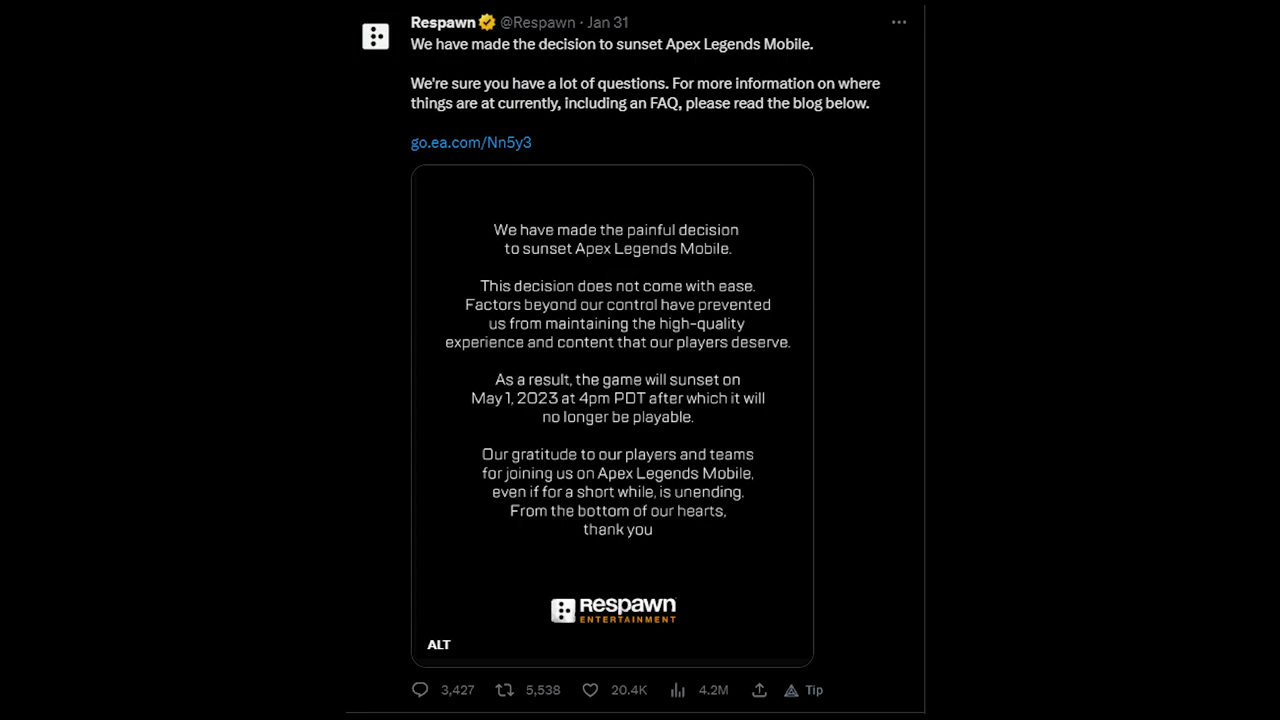 Respawn @Respawn · Jan 31
We have made the decision to sunset Apex Legends Mobile.
We're sure you have a lot of questions. For more information on where
things are at currently, including an FAQ, please read the blog below.
go.ea.com/Nn5y3
We have made the painful decision
to sunset Apex Legends Mobile.
This decision does not come with ease.
Factors beyond our control have prevented
us from maintaining the high-quality
experience and content that our players deserve.
As a result, the game will sunset on
May 1, 2023 at 4pm PDT after which it will
no longer be playable.
Our gratitude to our players and teams
for joining us on Apex Legends Mobile,
even if for a short while, is unending.
From the bottom of our hearts,
thank you
Respawn
ENTERTAINMENT
ALT
3,427 5,538 20.4K 4.2M Tip